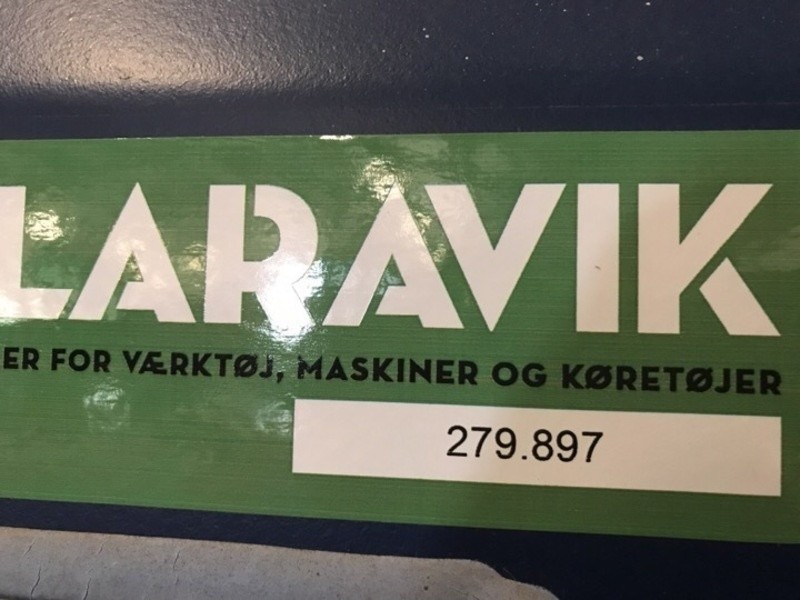 LARAVIK
ER FOR VÆRKTØJ, MASKINER OG KØRETØJER
279.897